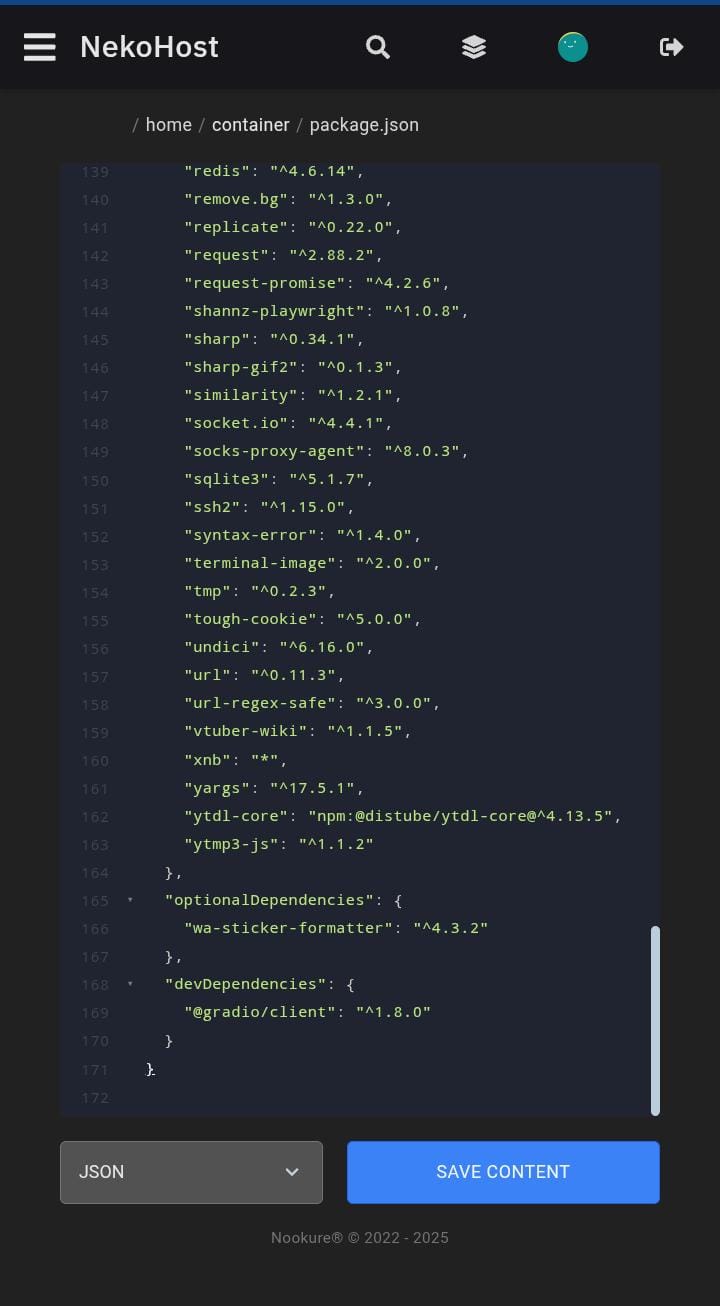 NekoHost
/ home / container / package.json
139 "redis": "^4.6.14",
140 "remove.bg": "^1.3.0",
141 "replicate": "^0.22.0",
142 "request": "^2.88.2",
143 "request-promise": "^4.2.6",
144 "shannz-playwright": "^1.0.8",
145 "sharp": "^0.34.1",
146 "sharp-gif2": "^0.1.3",
147 "similarity": "^1.2.1",
148 "socket.io": "^4.4.1",
149 "socks-proxy-agent": "^8.0.3",
150 "sqlite3": "^5.1.7",
151 "ssh2": "^1.15.0",
152 "syntax-error": "^1.4.0",
153 "terminal-image": "^2.0.0",
154 "tmp": "^0.2.3",
155 "tough-cookie": "^5.0.0",
156 "undici": "^6.16.0",
157 "url": "^0.11.3",
158 "url-regex-safe": "^3.0.0",
159 "vtuber-wiki": "^1.1.5",
160 "xnb": "*",
161 "yargs": "^17.5.1",
162 "ytdl-core": "npm:@distube/ytdl-core@^4.13.5",
163 "ytmp3-js": "^1.1.2"
164 },
165 "optionalDependencies": {
166 "wa-sticker-formatter": "^4.3.2"
167 },
168 "devDependencies": {
169 "@gradio/client": "^1.8.0"
170 }
171 }
172
JSON
SAVE CONTENT
Nookure® © 2022 - 2025